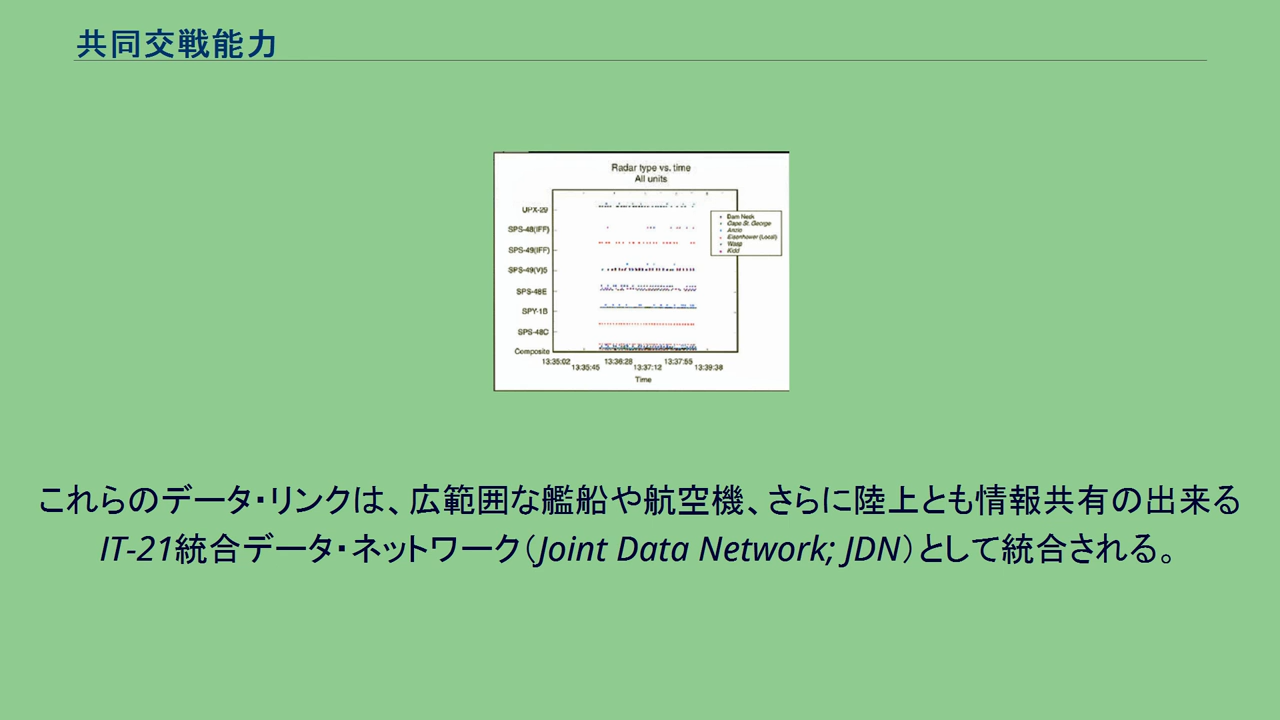 共同交戦能力
Radar type vs. time
All units
UPX-29
SPS-48(IFF)
SPS-49(IFF)
SPS-49(V)5
SPS-48E
SPY-1B
SPS-48C
Composite
Dam Neck
Cape St. George
Anzio
Eisenhower (Local)
Wasp
Kidd
13:35:02 13:36:28 13:37:55
13:35:45 13:37:12 13:39:38
Time
これらのデータ・リンクは、広範囲な艦船や航空機、さらに陸上とも情報共有の出来る
IT-21統合データ・ネットワーク（Joint Data Network; JDN）として統合される。